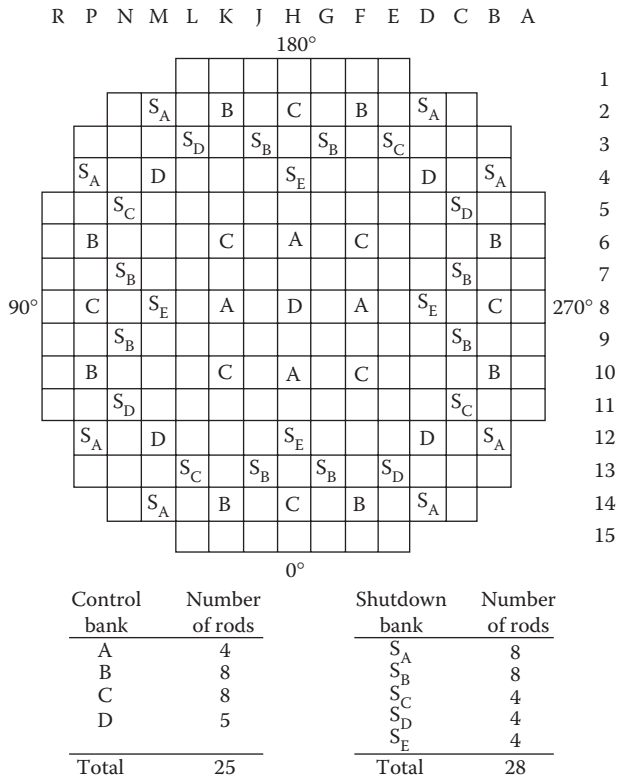 R P N M L K J H G F E D C B A
180°
1
S_A B C B S_A 2
S_D S_B S_B S_C 3
S_A D S_E D S_A 4
S_C S_D 5
B C A F C B 6
S_B S_B 7
90° C S_E A D A S_E C 270° 8
S_B S_B 9
B C A C B 10
S_D S_C 11
S_A D S_E D S_A 12
S_C S_B S_B S_D 13
S_A B C B S_A 14
15
0°
Control bank Number of rods
A 4
B 8
C 8
D 5
Total 25
Shutdown bank Number of rods
S_A 8
S_B 8
S_C 4
S_D 4
S_E 4
Total 28